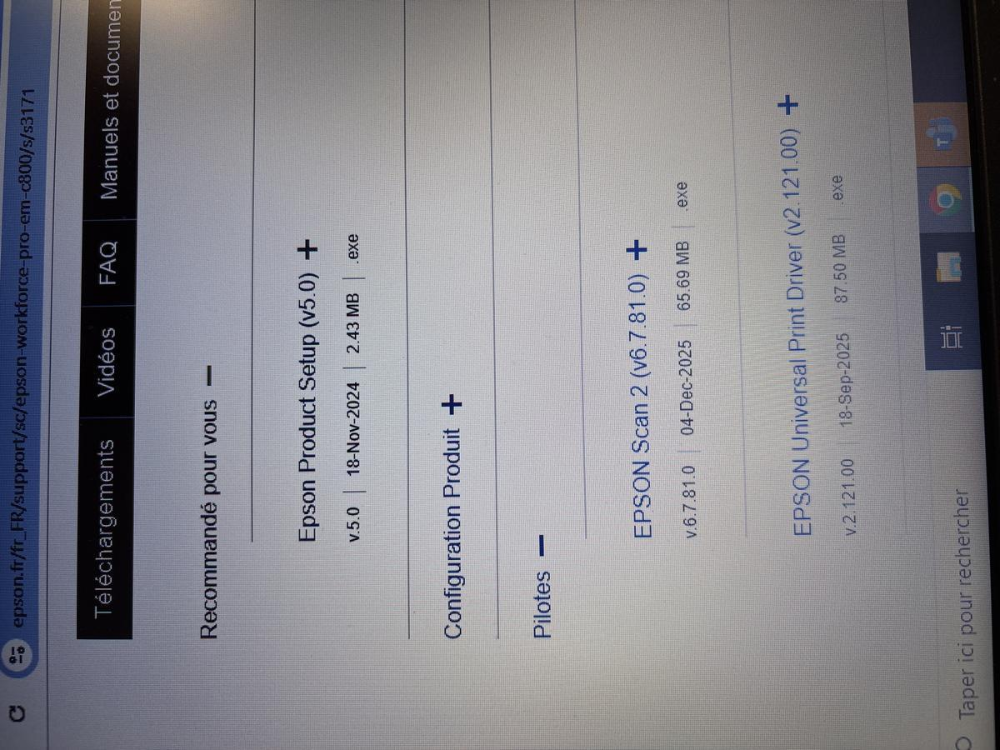 epson.fr/fr_FR/support/sc/epson-workforce-pro-em-c800/s/s3171
Téléchargements Vidéos FAQ Manuels et documen
Recommandé pour vous —
Epson Product Setup (v5.0) +
v.5.0 | 18-Nov-2024 | 2.43 MB | .exe
Configuration Produit +
Pilotes —
EPSON Scan 2 (v6.7.81.0) +
v.6.7.81.0 | 04-Dec-2025 | 65.69 MB | .exe
EPSON Universal Print Driver (v2.121.00) +
v.2.121.00 | 18-Sep-2025 | 87.50 MB | .exe
Taper ici pour rechercher